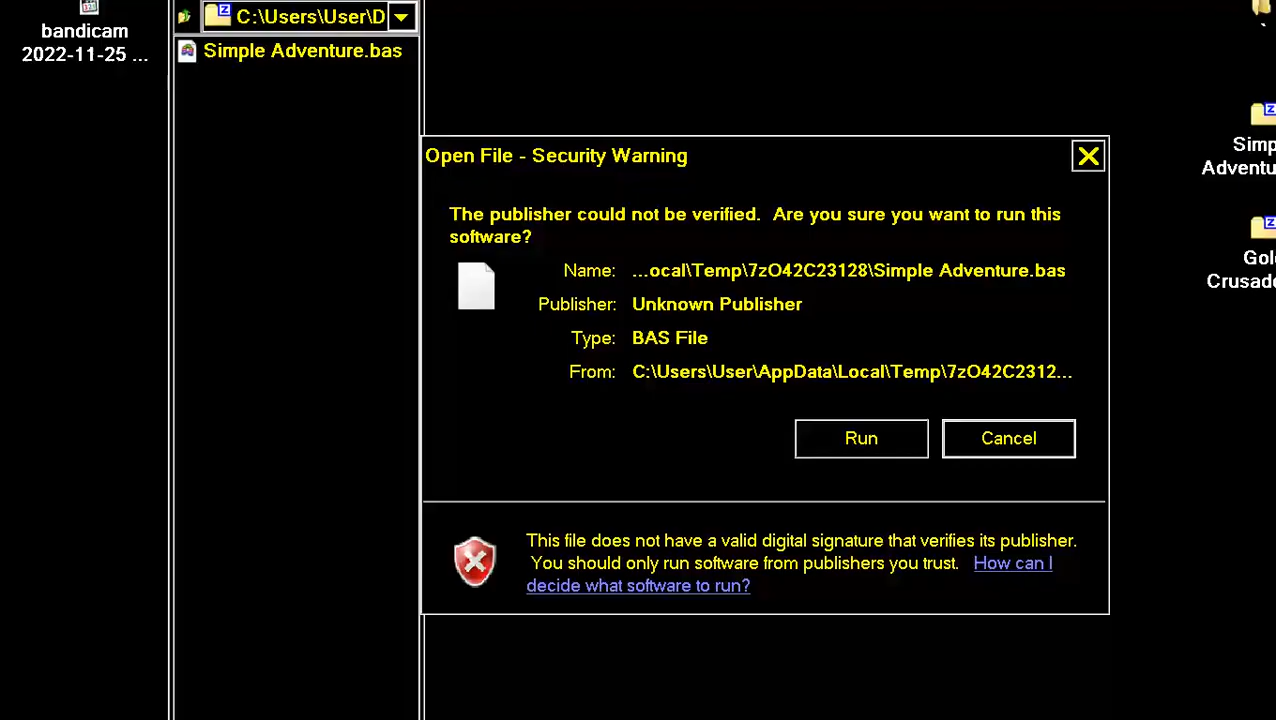 bandicam
2022-11-25 ...
C:\Users\User\D
Simple Adventure.bas
Open File - Security Warning
The publisher could not be verified.  Are you sure you want to run this
software?
Name: ...ocal\Temp\7zO42C23128\Simple Adventure.bas
Publisher: Unknown Publisher
Type: BAS File
From: C:\Users\User\AppData\Local\Temp\7zO42C2312...
Run Cancel
This file does not have a valid digital signature that verifies its publisher.
You should only run software from publishers you trust.  How can I
decide what software to run?
Simp
Adventu
Gol
Crusad